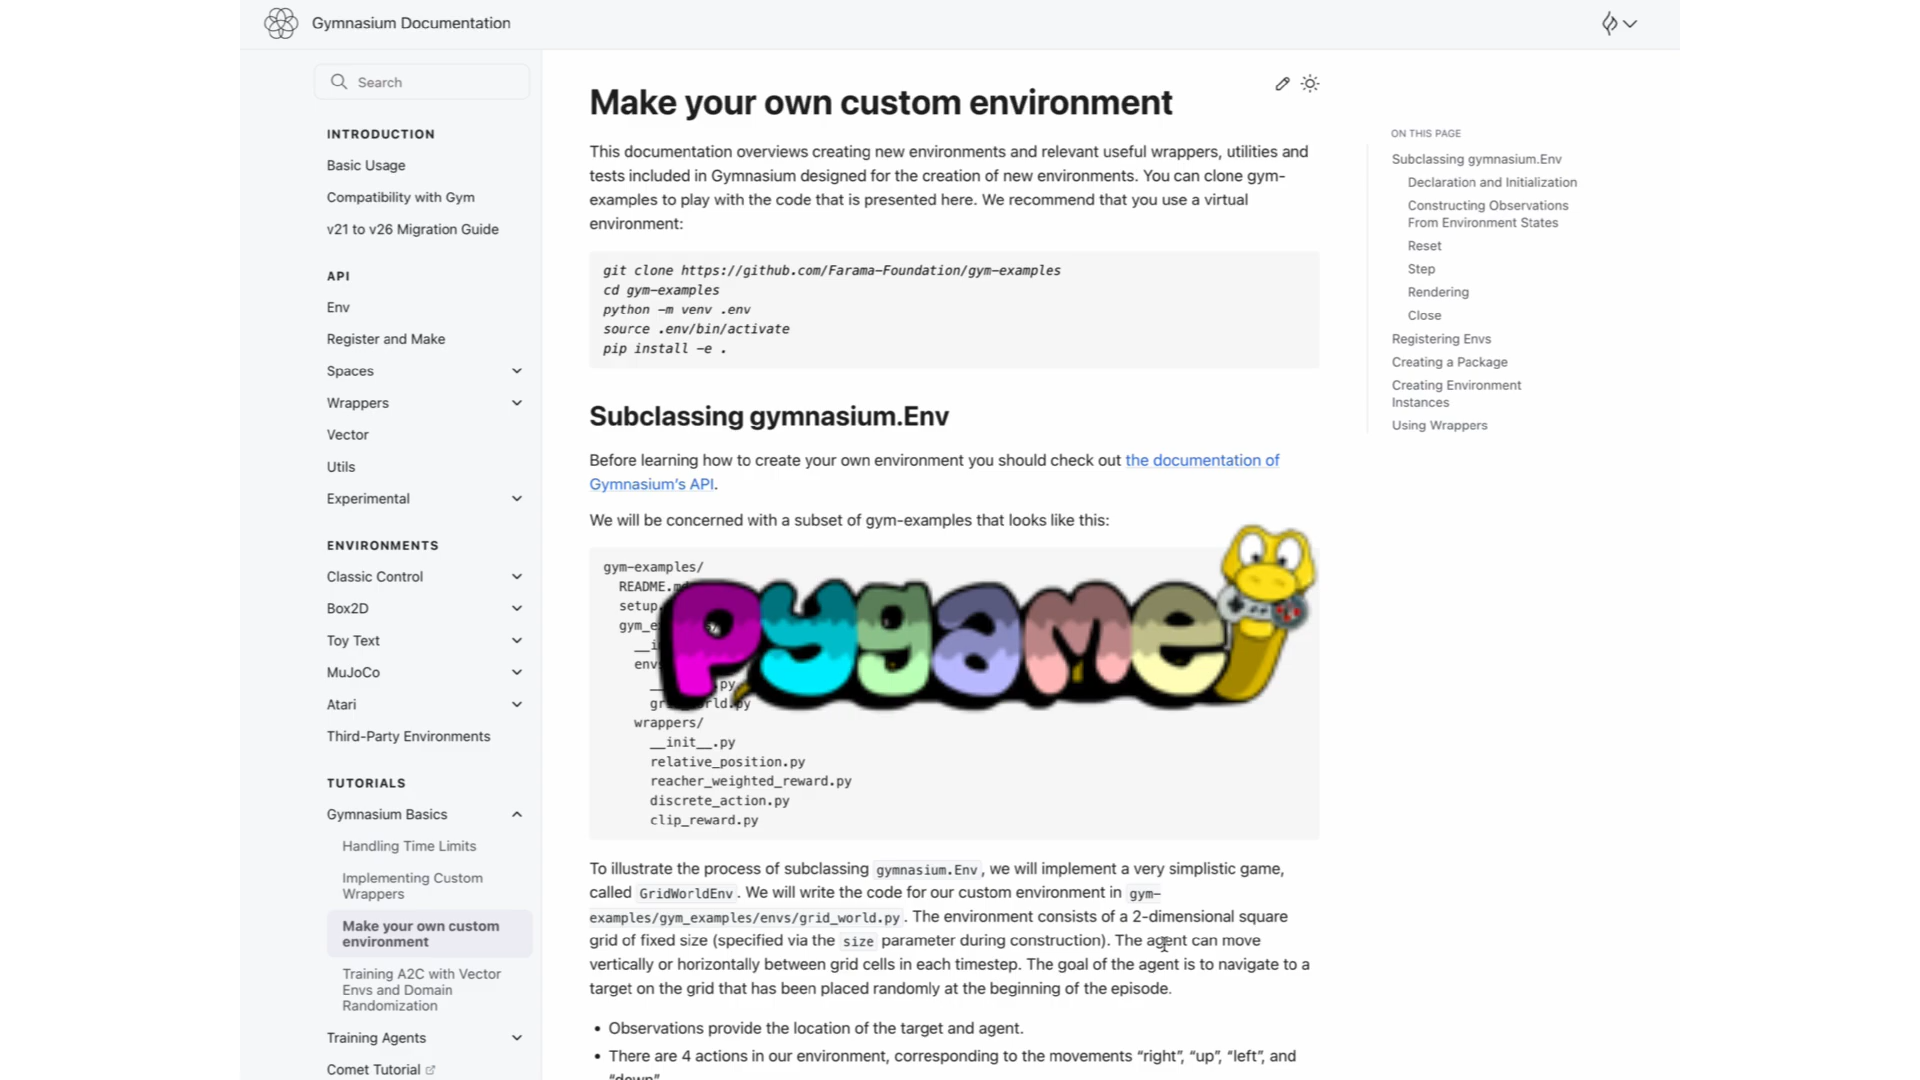 Gymnasium Documentation
Search
INTRODUCTION
Basic Usage
Compatibility with Gym
v21 to v26 Migration Guide
API
Env
Register and Make
Spaces
Wrappers
Vector
Utils
Experimental
ENVIRONMENTS
Classic Control
Box2D
Toy Text
MuJoCo
Atari
Third-Party Environments
TUTORIALS
Gymnasium Basics
Handling Time Limits
Implementing Custom
Wrappers
Make your own custom
environment
Training A2C with Vector
Envs and Domain
Randomization
Training Agents
Comet Tutorial
Make your own custom environment
This documentation overviews creating new environments and relevant useful wrappers, utilities and
tests included in Gymnasium designed for the creation of new environments. You can clone gym-
examples to play with the code that is presented here. We recommend that you use a virtual
environment:
git clone https://github.com/Farama-Foundation/gym-examples
cd gym-examples
python -m venv .env
source .env/bin/activate
pip install -e .
Subclassing gymnasium.Env
Before learning how to create your own environment you should check out the documentation of
Gymnasium's API.
We will be concerned with a subset of gym-examples that looks like this:
gym-examples/
README.md
setup.
gym_e
__i
env
__ .py
gr rld.py
pygame
wrappers/
__init__.py
relative_position.py
reacher_weighted_reward.py
discrete_action.py
clip_reward.py
To illustrate the process of subclassing gymnasium.Env, we will implement a very simplistic game,
called GridWorldEnv. We will write the code for our custom environment in gym-
examples/gym_examples/envs/grid_world.py. The environment consists of a 2-dimensional square
grid of fixed size (specified via the size parameter during construction). The agent can move
vertically or horizontally between grid cells in each timestep. The goal of the agent is to navigate to a
target on the grid that has been placed randomly at the beginning of the episode.
• Observations provide the location of the target and agent.
• There are 4 actions in our environment, corresponding to the movements “right”, “up”, “left”, and
“down”.
ON THIS PAGE
Subclassing gymnasium.Env
Declaration and Initialization
Constructing Observations
From Environment States
Reset
Step
Rendering
Close
Registering Envs
Creating a Package
Creating Environment
Instances
Using Wrappers